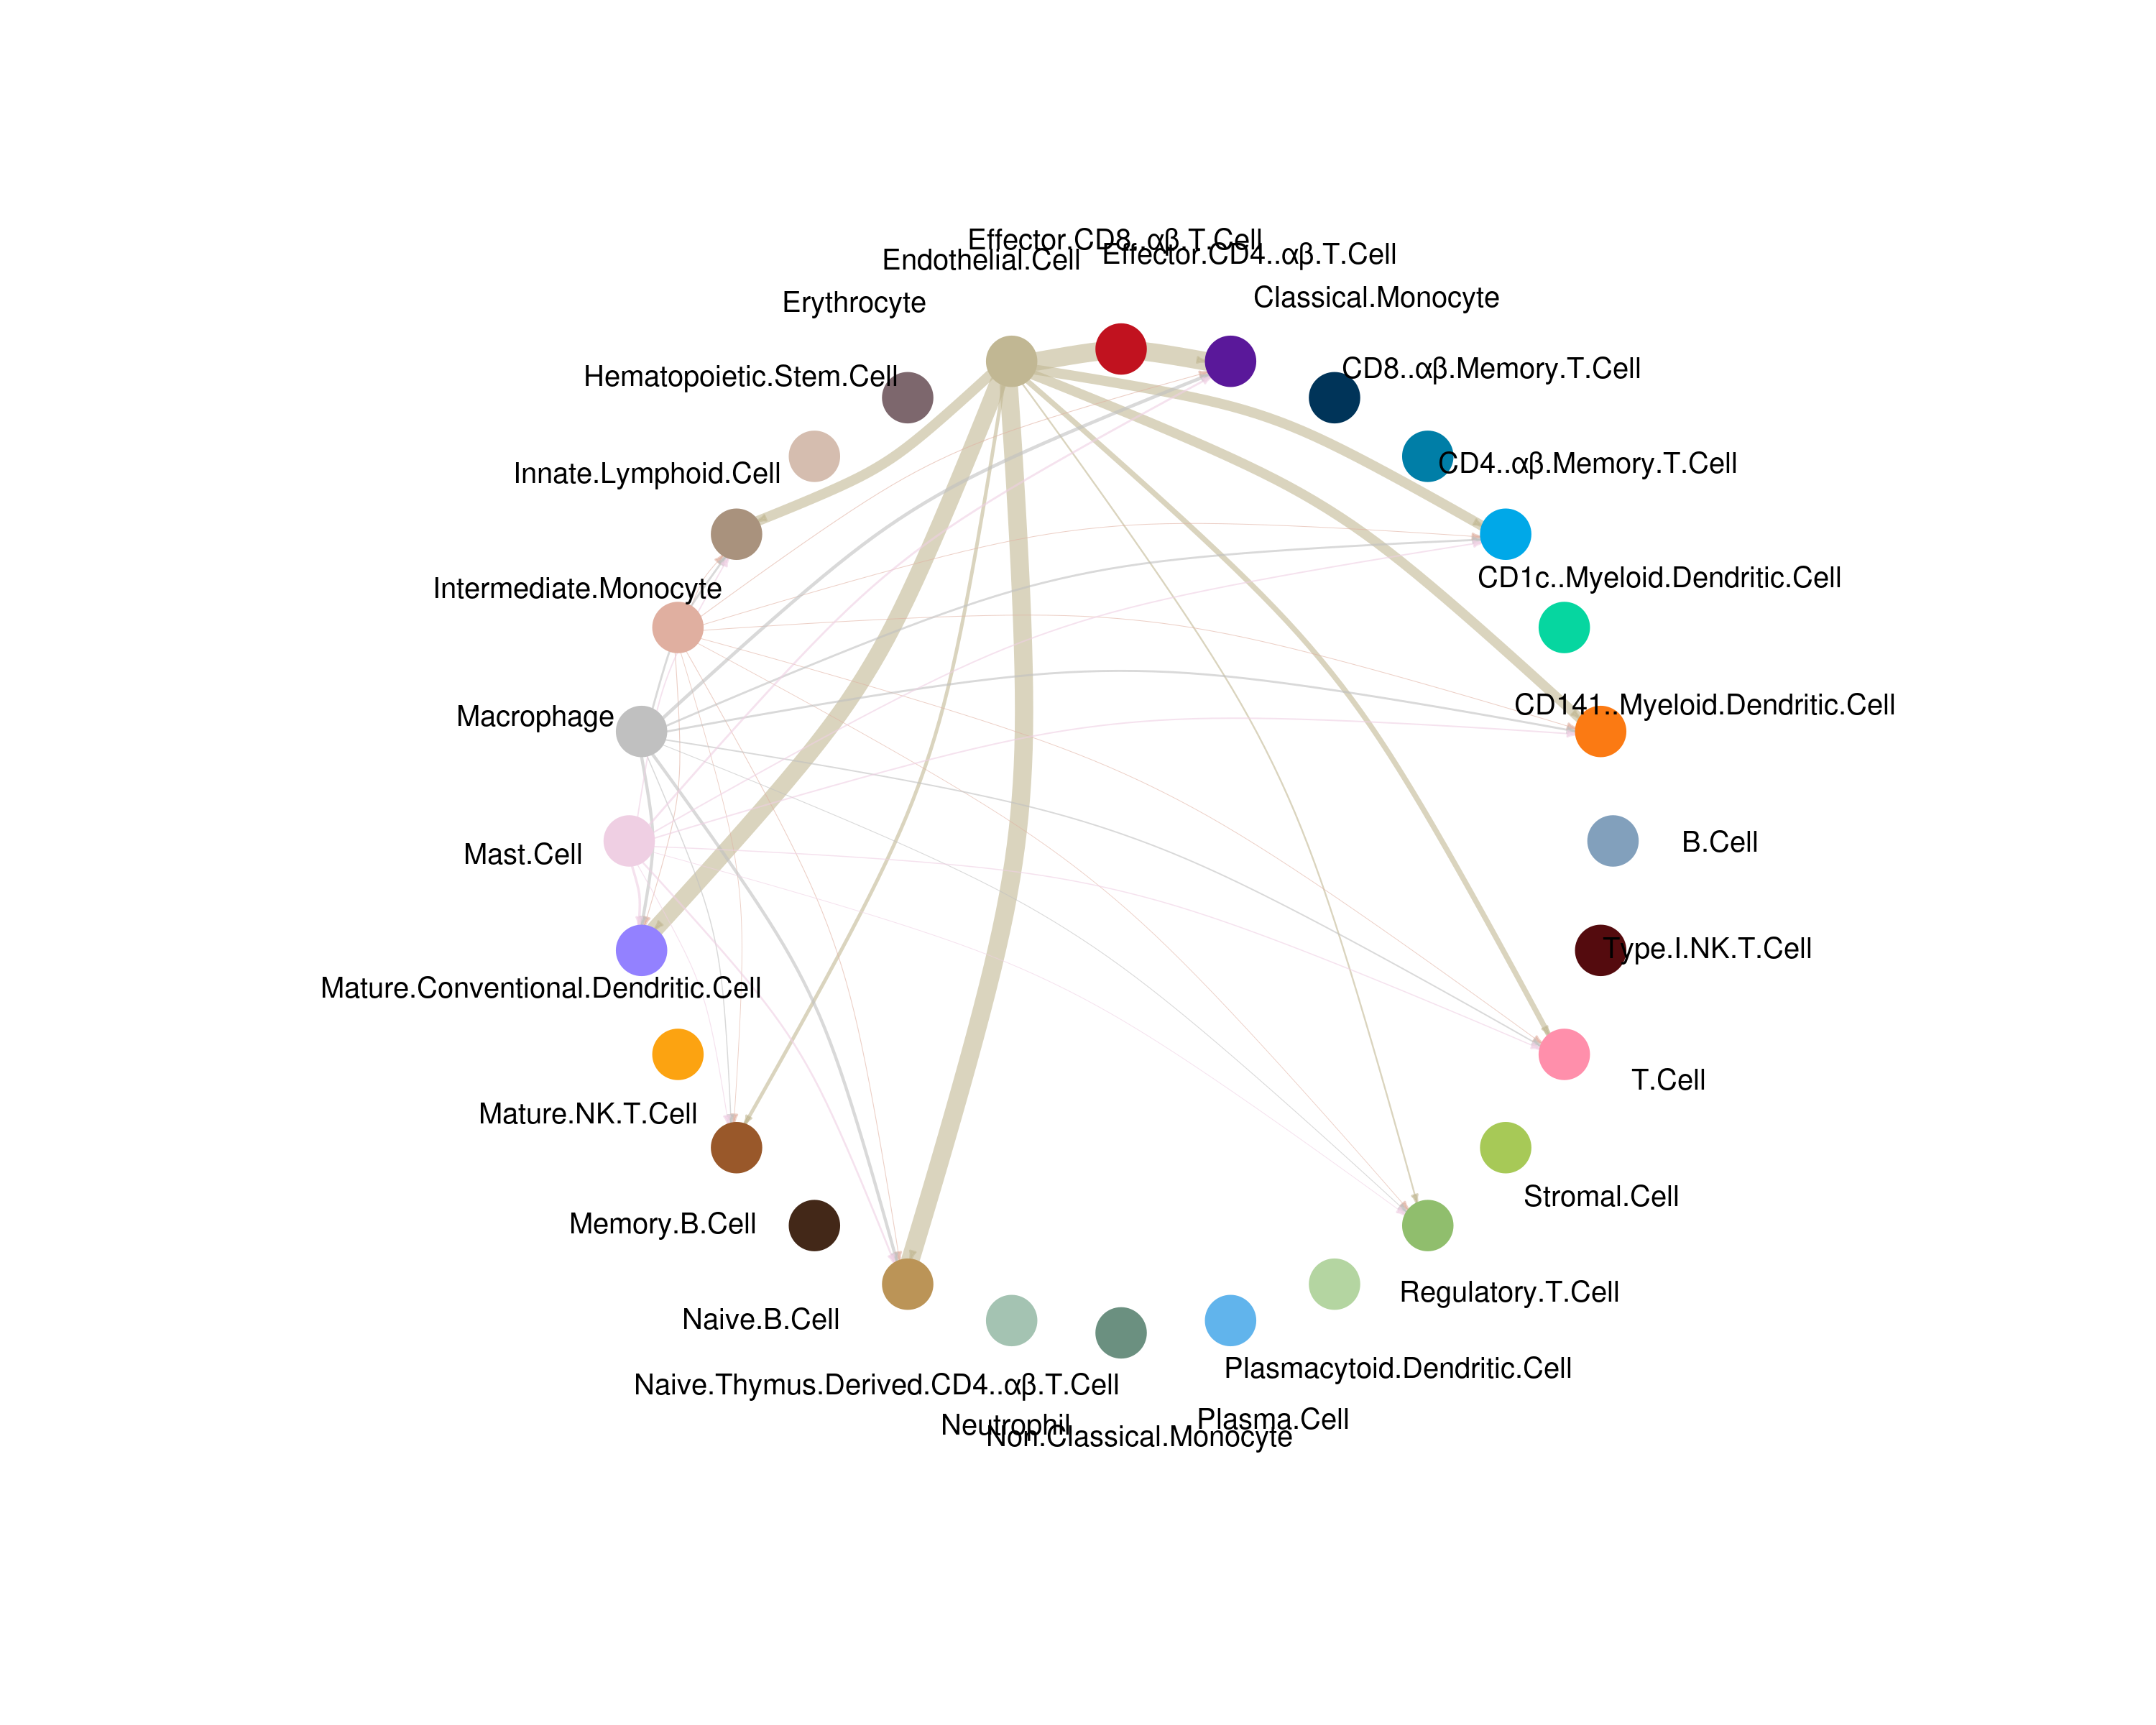 Effector.CD8..αβ.T.Cell
Effector.CD4..αβ.T.Cell
Endothelial.Cell
Classical.Monocyte
Erythrocyte
CD8..αβ.Memory.T.Cell
Hematopoietic.Stem.Cell
CD4..αβ.Memory.T.Cell
Innate.Lymphoid.Cell
CD1c..Myeloid.Dendritic.Cell
Intermediate.Monocyte
CD141..Myeloid.Dendritic.Cell
Macrophage
B.Cell
Mast.Cell
Type.I.NK.T.Cell
Mature.Conventional.Dendritic.Cell
T.Cell
Mature.NK.T.Cell
Stromal.Cell
Memory.B.Cell
Regulatory.T.Cell
Naive.B.Cell
Plasmacytoid.Dendritic.Cell
Naive.Thymus.Derived.CD4..αβ.T.Cell
Plasma.Cell
Neutrophil
Non.Classical.Monocyte